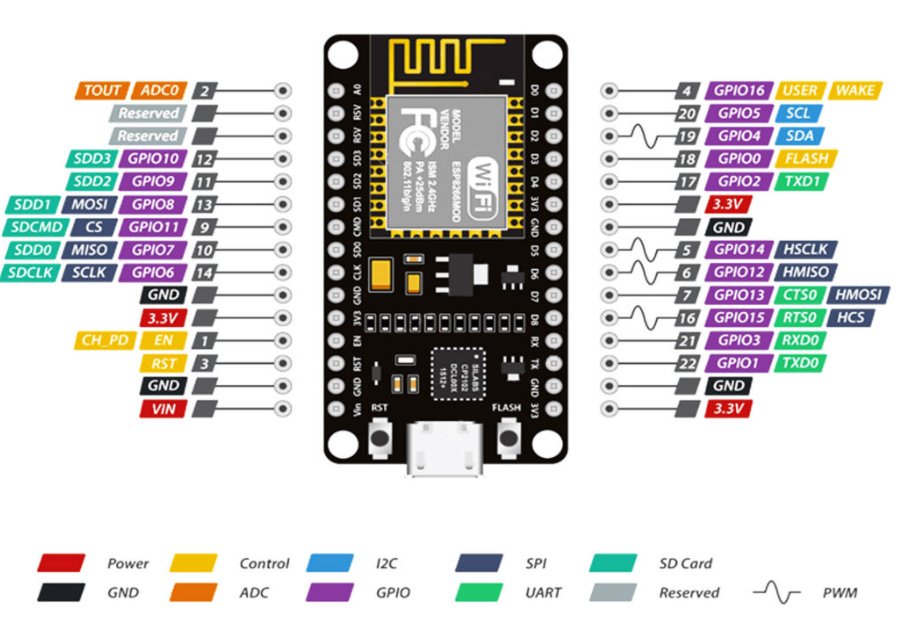 TOUT ADC0 2
Reserved
Reserved
SDD3 GPIO10 12
SDD2 GPIO9 11
SDD1 MOSI GPIO8 13
SDCMD CS GPIO11 9
SDD0 MISO GPIO7 10
SDCLK SCLK GPIO6 14
GND
3.3V
CH_PD EN 1
RST 3
GND
VIN
A0
RSV
RSV
SD3
SD2
SD1
CMD
SD0
CLK
GND
3V3
EN
RST
GND
Vin
MODEL
VENDOR
ESP8266MOD
FC
WiFi
ISM 2.4GHz
PA +25dBm
802.11b/g/n
SILABS
CP2102
DCL00X
1512+
RST
FLASH
D0
D1
D2
D3
D4
3V3
GND
D5
D6
D7
D8
RX
TX
GND
3V3
4 GPIO16 USER WAKE
20 GPIO5 SCL
19 GPIO4 SDA
18 GPIO0 FLASH
17 GPIO2 TXD1
3.3V
GND
5 GPIO14 HSCLK
6 GPIO12 HMISO
7 GPIO13 CTS0 HMOSI
16 GPIO15 RTS0 HCS
21 GPIO3 RXD0
22 GPIO1 TXD0
GND
3.3V
Power Control I2C SPI SD Card
GND ADC GPIO UART Reserved PWM